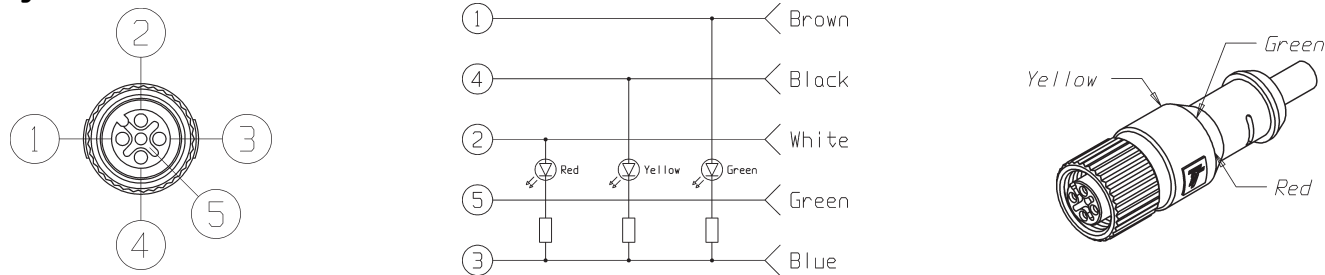 2
1
3
5
4
1 Brown
4 Black
2 White
Red Yellow Green
5 Green
3 Blue
Green
Yellow
Red